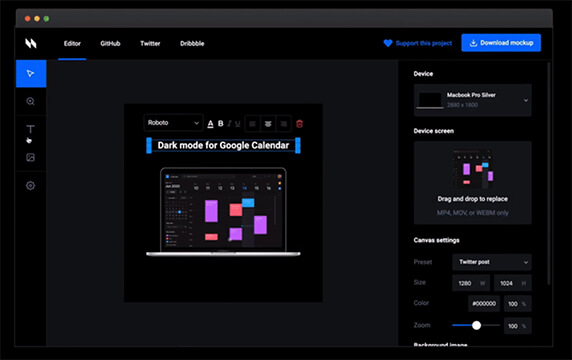 Editor GitHub Twitter Dribbble
Support this project
Download mockup
Device
Macbook Pro Silver
2880 x 1800
Roboto
A B I U
Dark mode for Google Calendar
Device screen
Drag and drop to replace
MP4, MOV, or WEBM only
Canvas settings
Preset Twitter post
Size 1280 W 1024 H
Color #000000 100 %
Zoom 100 %
Background image